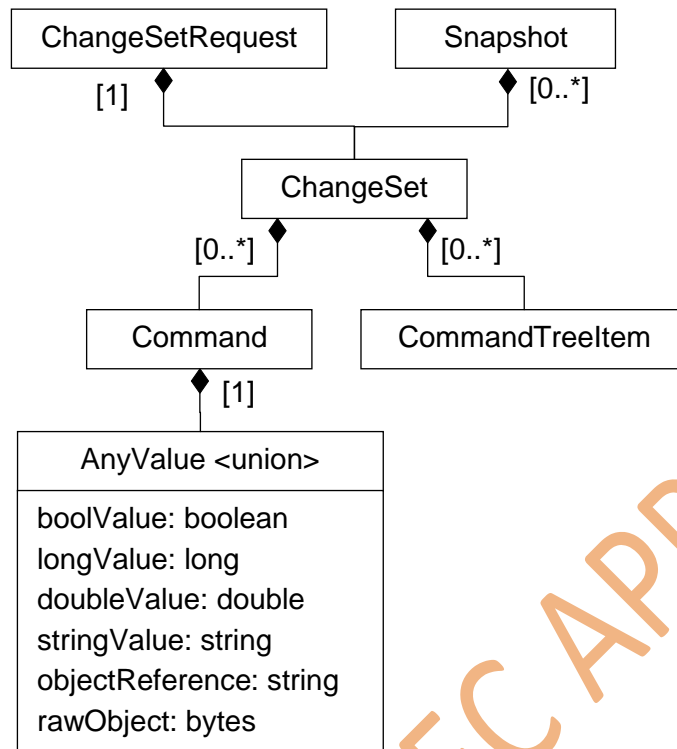 ChangeSetRequest
Snapshot
[1]
[0..*]
ChangeSet
[0..*]
[0..*]
Command
CommandTreeItem
[1]
AnyValue <union>
boolValue: boolean
longValue: long
doubleValue: double
stringValue: string
objectReference: string
rawObject: bytes